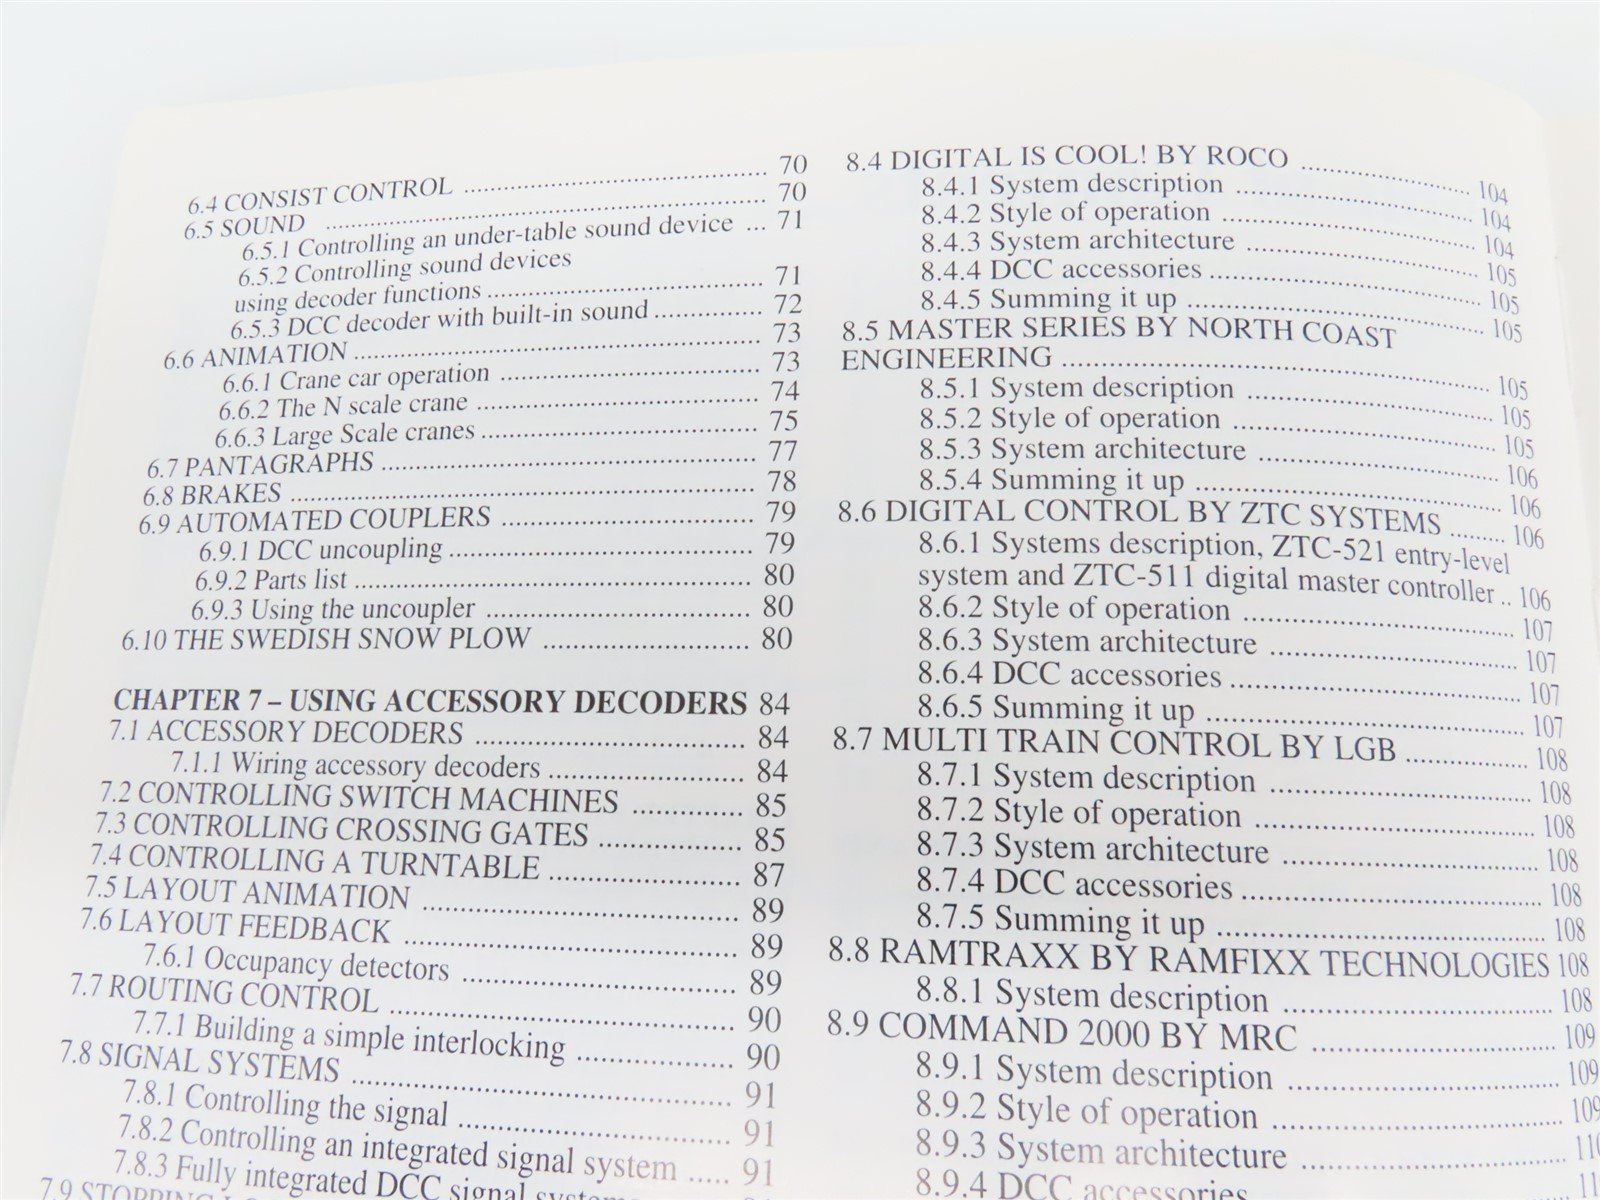 6.4 CONSIST CONTROL ........ 70
6.5 SOUND ........ 70
6.5.1 Controlling an under-table sound device ... 71
6.5.2 Controlling sound devices
using decoder functions ........ 71
6.5.3 DCC decoder with built-in sound ........ 72
6.6 ANIMATION ........ 73
6.6.1 Crane car operation ........ 73
6.6.2 The N scale crane ........ 74
6.6.3 Large Scale cranes ........ 75
6.7 PANTAGRAPHS ........ 77
6.8 BRAKES ........ 78
6.9 AUTOMATED COUPLERS ........ 79
6.9.1 DCC uncoupling ........ 79
6.9.2 Parts list ........ 80
6.9.3 Using the uncoupler ........ 80
6.10 THE SWEDISH SNOW PLOW ........ 80
CHAPTER 7 – USING ACCESSORY DECODERS 84
7.1 ACCESSORY DECODERS ........ 84
7.1.1 Wiring accessory decoders ........ 84
7.2 CONTROLLING SWITCH MACHINES ........ 85
7.3 CONTROLLING CROSSING GATES ........ 85
7.4 CONTROLLING A TURNTABLE ........ 87
7.5 LAYOUT ANIMATION ........ 89
7.6 LAYOUT FEEDBACK ........ 89
7.6.1 Occupancy detectors ........ 89
7.7 ROUTING CONTROL ........ 90
7.7.1 Building a simple interlocking ........ 90
7.8 SIGNAL SYSTEMS ........ 91
7.8.1 Controlling the signal ........ 91
7.8.2 Controlling an integrated signal system ..... 91
7.8.3 Fully integrated DCC signal
7.9
8.4 DIGITAL IS COOL! BY ROCO ........ 104
8.4.1 System description ........ 104
8.4.2 Style of operation ........ 104
8.4.3 System architecture ........ 105
8.4.4 DCC accessories ........ 105
8.4.5 Summing it up ........ 105
8.5 MASTER SERIES BY NORTH COAST
ENGINEERING ........ 105
8.5.1 System description ........ 105
8.5.2 Style of operation ........ 105
8.5.3 System architecture ........ 106
8.5.4 Summing it up ........ 106
8.6 DIGITAL CONTROL BY ZTC SYSTEMS ........ 106
8.6.1 Systems description, ZTC-521 entry-level
system and ZTC-511 digital master controller .. 106
8.6.2 Style of operation ........ 107
8.6.3 System architecture ........ 107
8.6.4 DCC accessories ........ 107
8.6.5 Summing it up ........ 107
8.7 MULTI TRAIN CONTROL BY LGB ........ 108
8.7.1 System description ........ 108
8.7.2 Style of operation ........ 108
8.7.3 System architecture ........ 108
8.7.4 DCC accessories ........ 108
8.7.5 Summing it up ........ 108
8.8 RAMTRAXX BY RAMFIXX TECHNOLOGIES 108
8.8.1 System description ........ 108
8.9 COMMAND 2000 BY MRC ........ 109
8.9.1 System description ........ 109
8.9.2 Style of operation ........ 109
8.9.3 System architecture ........
8.9.4 DCC accessories